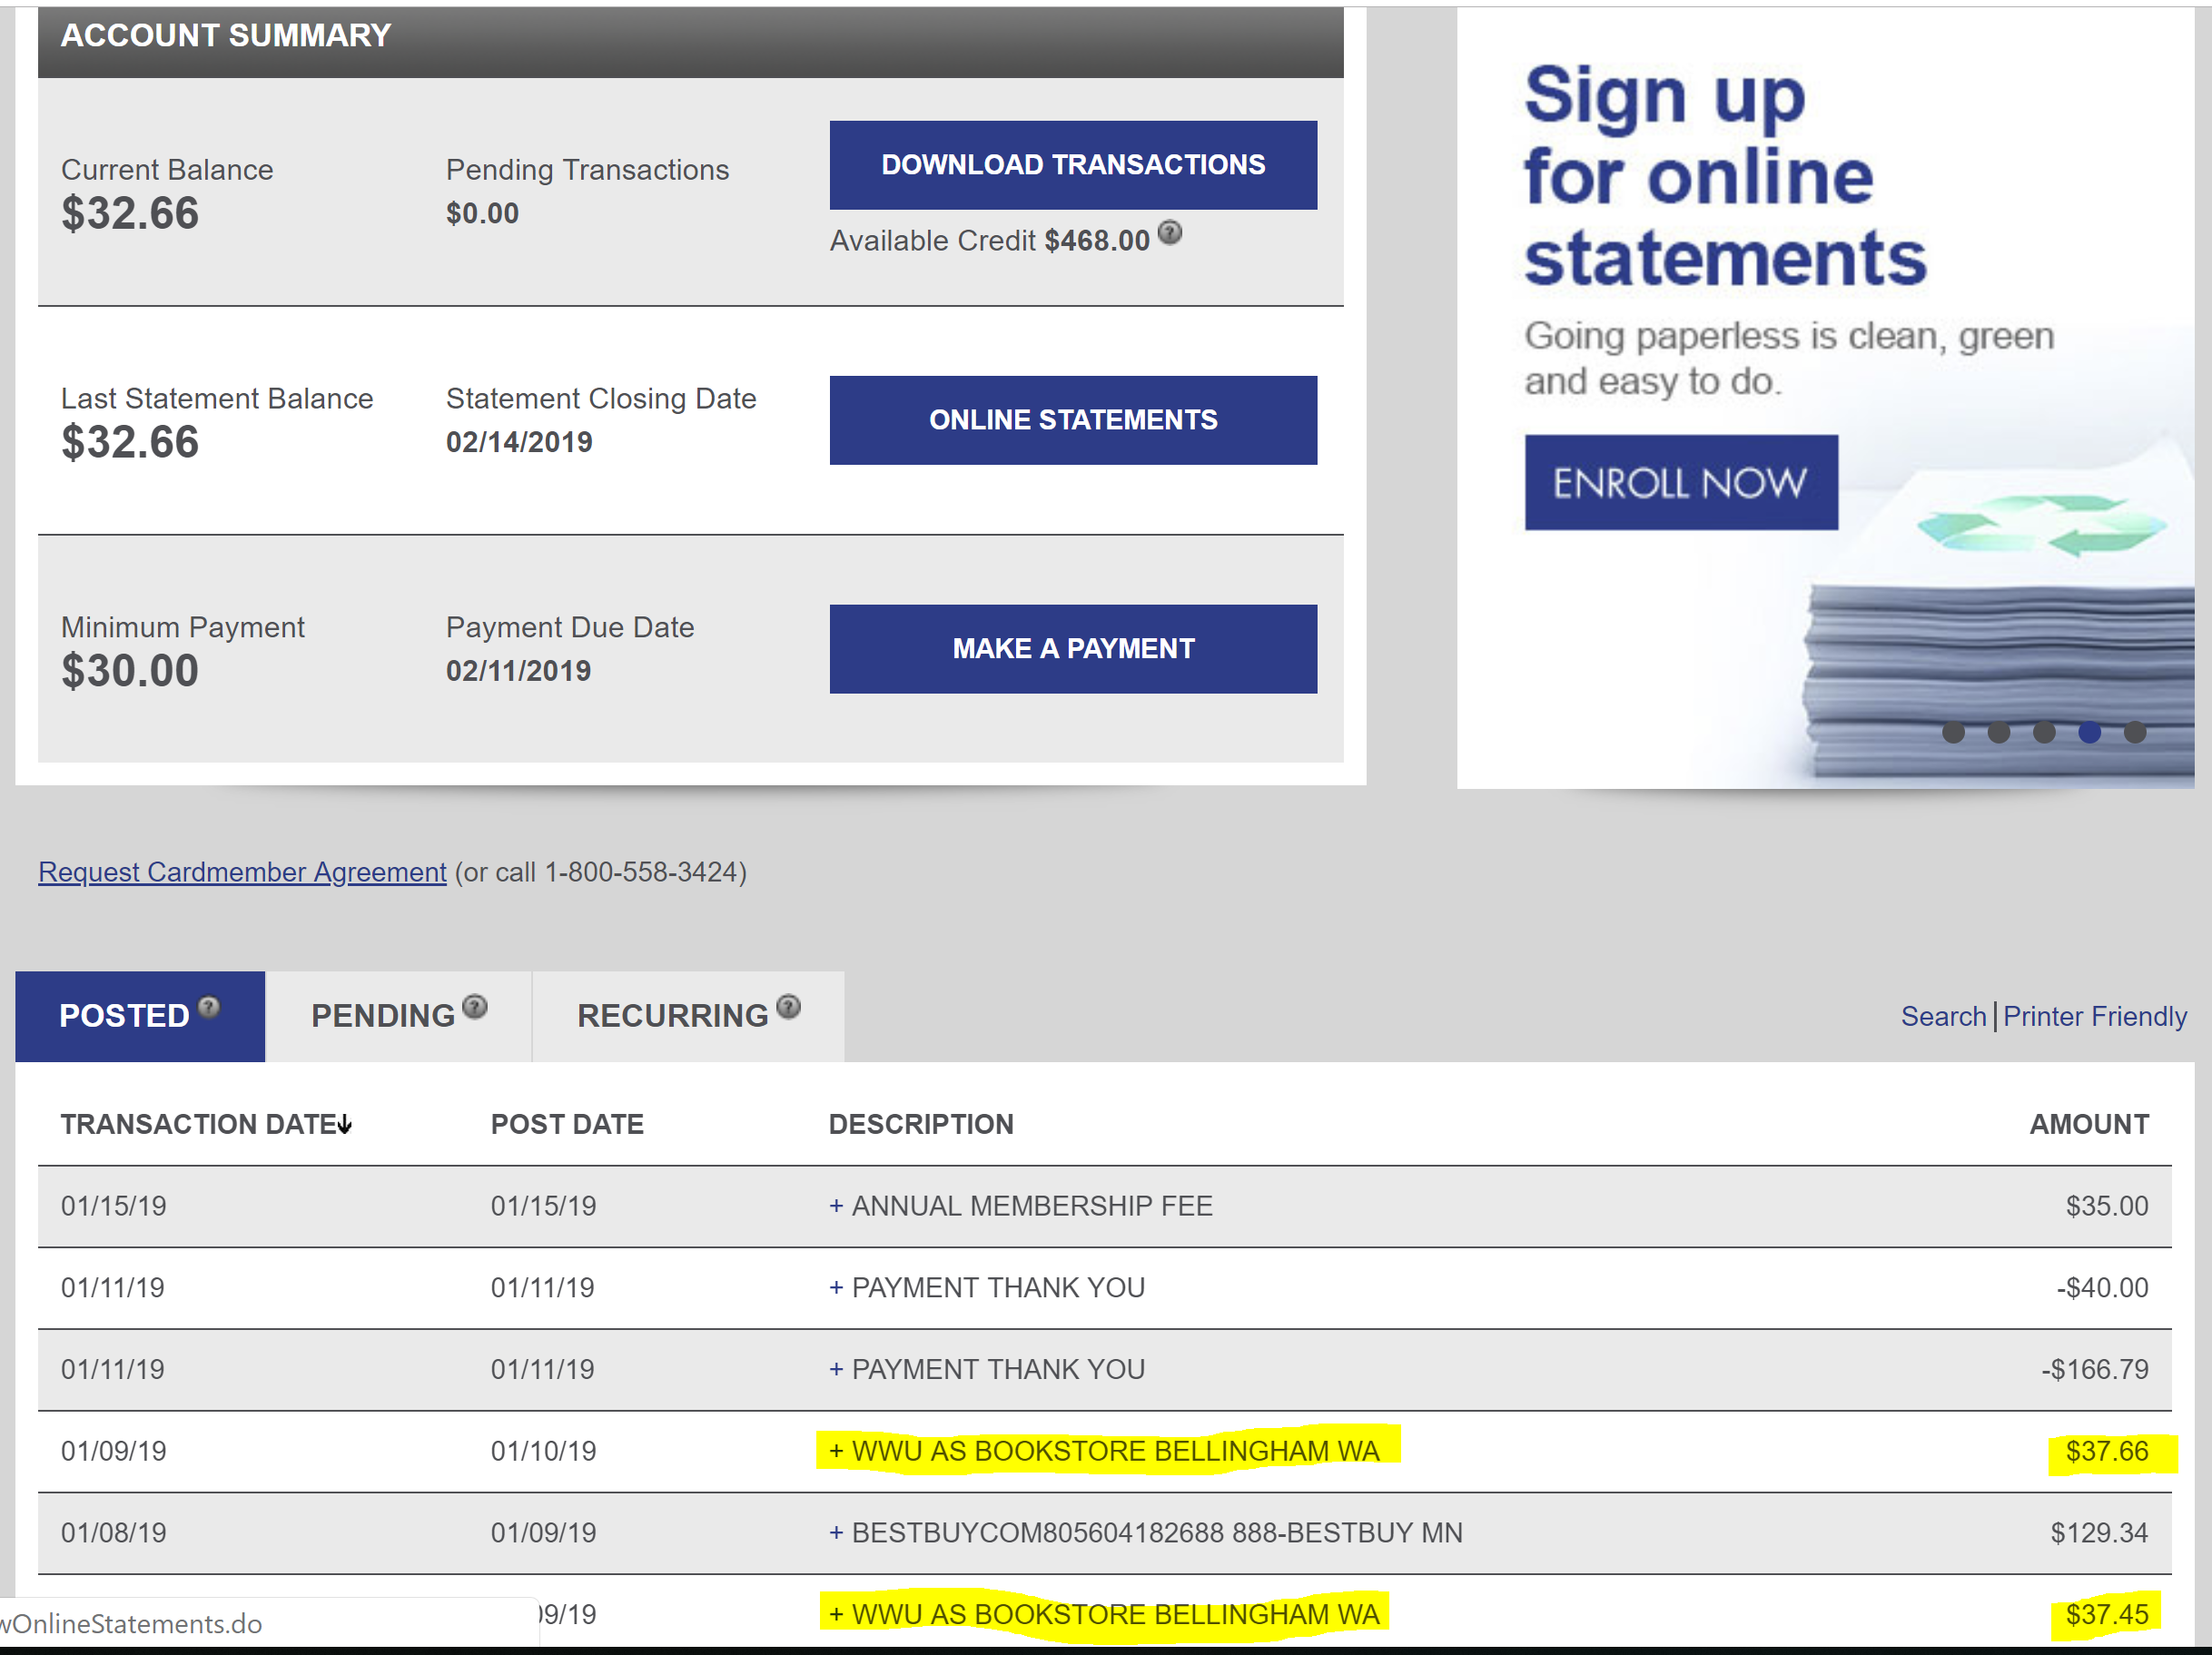 ACCOUNT SUMMARY
Current Balance
$32.66
Pending Transactions
$0.00
DOWNLOAD TRANSACTIONS
Available Credit $468.00 ?
Last Statement Balance
$32.66
Statement Closing Date
02/14/2019
ONLINE STATEMENTS
Minimum Payment
$30.00
Payment Due Date
02/11/2019
MAKE A PAYMENT
Sign up
for online
statements
Going paperless is clean, green
and easy to do.
ENROLL NOW
Request Cardmember Agreement (or call 1-800-558-3424)
POSTED ? PENDING ? RECURRING ?
Search | Printer Friendly
TRANSACTION DATE↓ POST DATE DESCRIPTION AMOUNT
01/15/19 01/15/19 + ANNUAL MEMBERSHIP FEE $35.00
01/11/19 01/11/19 + PAYMENT THANK YOU -$40.00
01/11/19 01/11/19 + PAYMENT THANK YOU -$166.79
01/09/19 01/10/19 + WWU AS BOOKSTORE BELLINGHAM WA $37.66
01/08/19 01/09/19 + BESTBUYCOM805604182688 888-BESTBUY MN $129.34
09/19 + WWU AS BOOKSTORE BELLINGHAM WA $37.45
wOnlineStatements.do